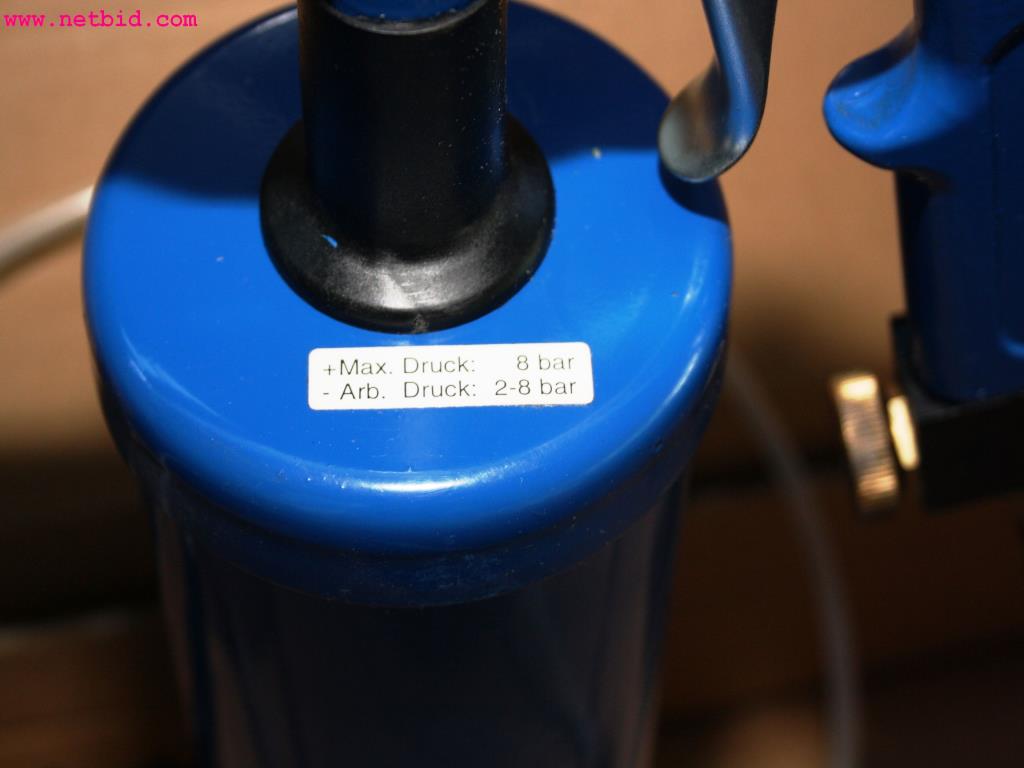 www.netbid.com
+Max. Druck: 8 bar
- Arb. Druck: 2-8 bar